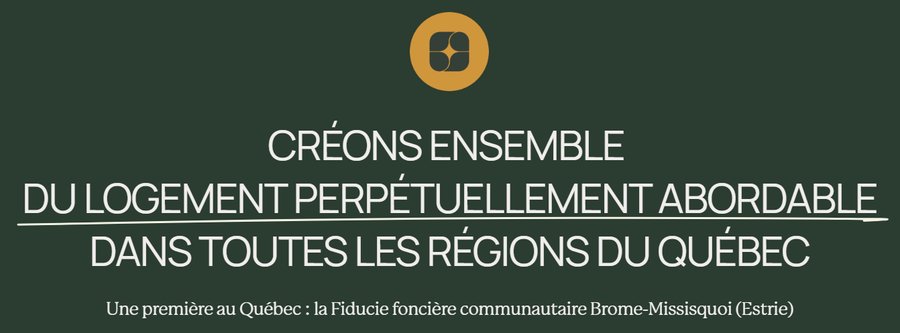 CRÉONS ENSEMBLE
DU LOGEMENT PERPÉTUELLEMENT ABORDABLE
DANS TOUTES LES RÉGIONS DU QUÉBEC
Une première au Québec : la Fiducie foncière communautaire Brome-Missisquoi (Estrie)